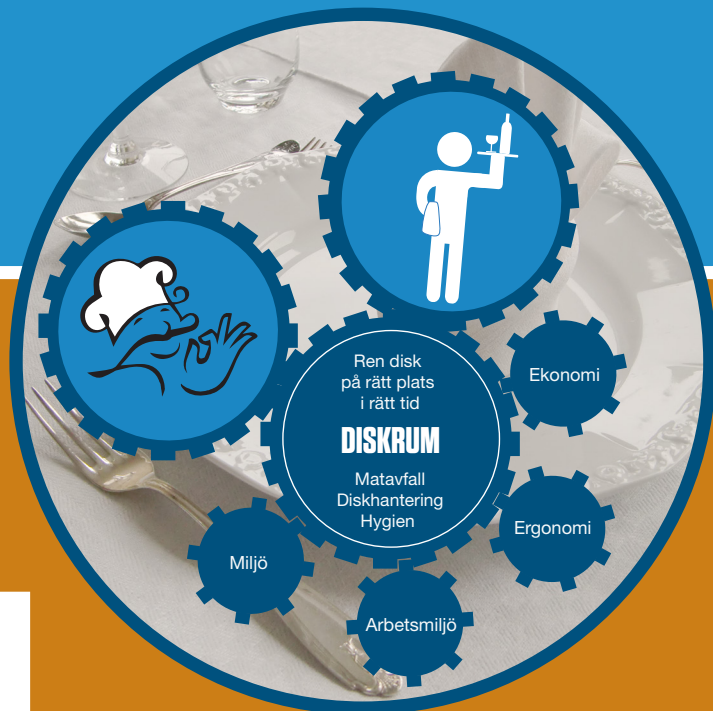 Ren disk
på rätt plats
i rätt tid
DISKRUM
Matavfall
Diskhantering
Hygien
Ekonomi
Ergonomi
Arbetsmiljö
Miljö